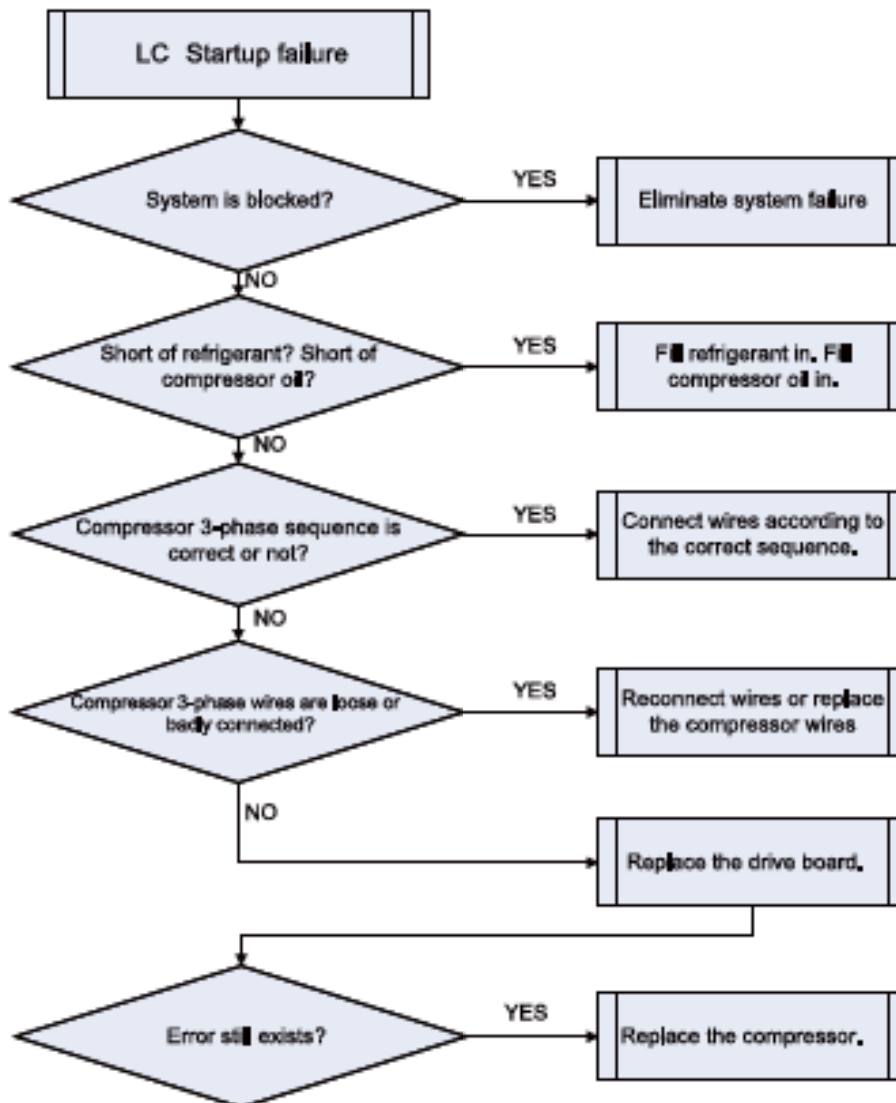 LC Startup failure
System is blocked?
YES
Eliminate system failure
NO
Short of refrigerant? Short of
compressor oil?
YES
Fill refrigerant in. Fill
compressor oil in.
NO
Compressor 3-phase sequence is
correct or not?
YES
Connect wires according to
the correct sequence.
NO
Compressor 3-phase wires are loose or
badly connected?
YES
Reconnect wires or replace
the compressor wires
NO
Replace the drive board.
Error still exists?
YES
Replace the compressor.